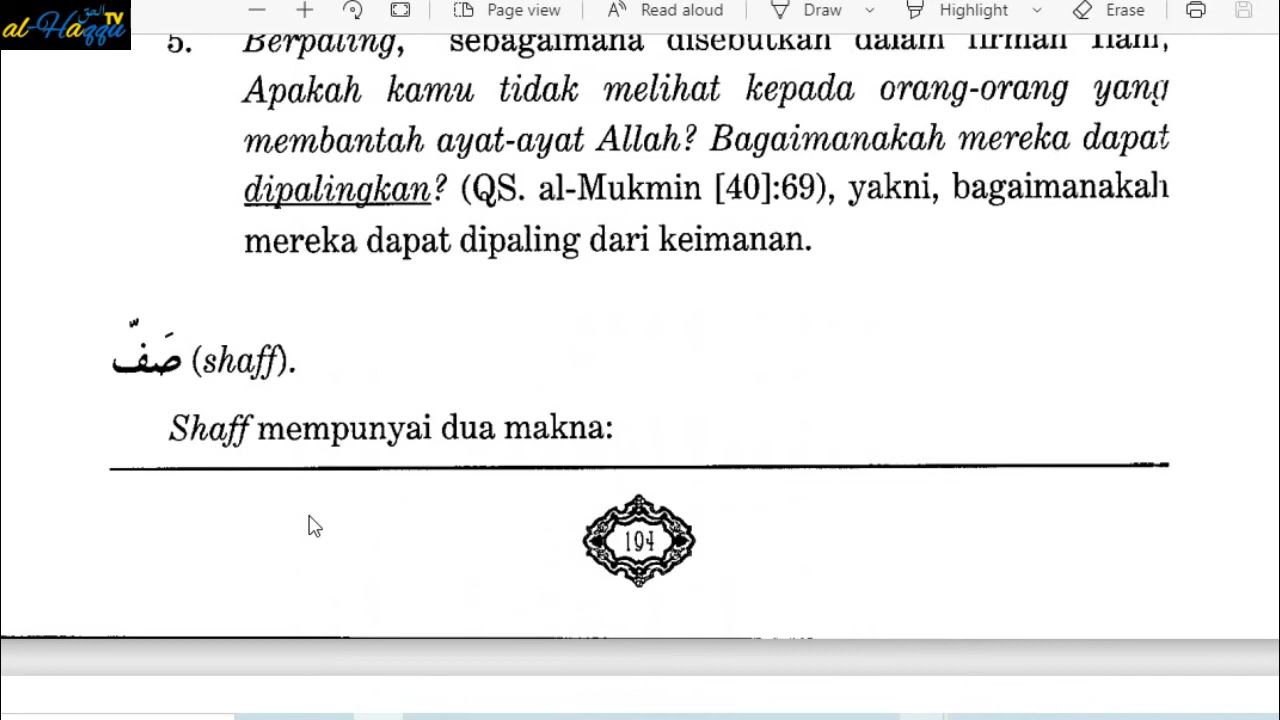 الحق
al-Haqqu TV
Page view
Read aloud
Draw
Highlight
Erase
5. Berpaling, sebagaimana disebutkan dalam firman Ilahi,
Apakah kamu tidak melihat kepada orang-orang yang
membantah ayat-ayat Allah? Bagaimanakah mereka dapat
dipalingkan? (QS. al-Mukmin [40]:69), yakni, bagaimanakah
mereka dapat dipaling dari keimanan.
صَفّ (shaff).
Shaff mempunyai dua makna:
194